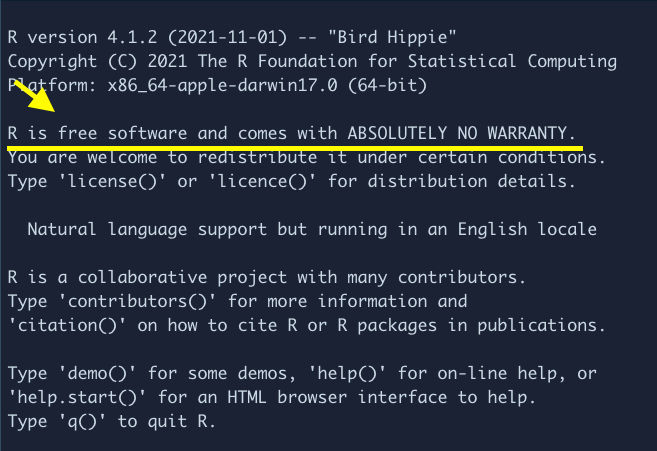 R version 4.1.2 (2021-11-01) -- "Bird Hippie"
Copyright (C) 2021 The R Foundation for Statistical Computing
Platform: x86_64-apple-darwin17.0 (64-bit)
R is free software and comes with ABSOLUTELY NO WARRANTY.
You are welcome to redistribute it under certain conditions.
Type 'license()' or 'licence()' for distribution details.
Natural language support but running in an English locale
R is a collaborative project with many contributors.
Type 'contributors()' for more information and
'citation()' on how to cite R or R packages in publications.
Type 'demo()' for some demos, 'help()' for on-line help, or
'help.start()' for an HTML browser interface to help.
Type 'q()' to quit R.